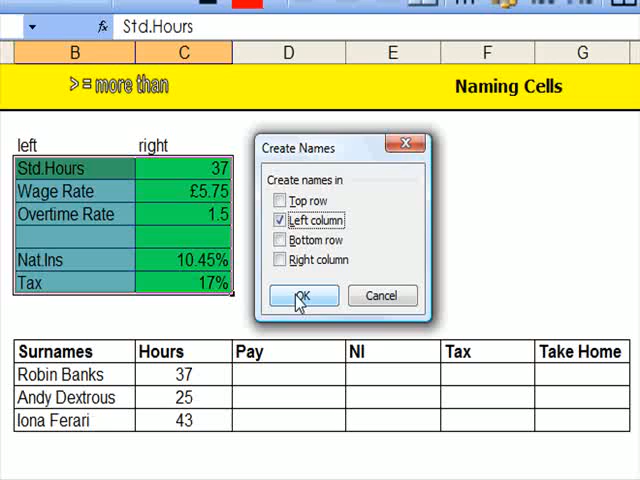 fx Std.Hours
B C D E F G
> = more than Naming Cells
left right
Std.Hours 37
Wage Rate £5.75
Overtime Rate 1.5
Nat.Ins 10.45%
Tax 17%
Create Names
Create names in
Top row
Left column
Bottom row
Right column
OK Cancel
Surnames Hours Pay NI Tax Take Home
Robin Banks 37
Andy Dextrous 25
Iona Ferari 43